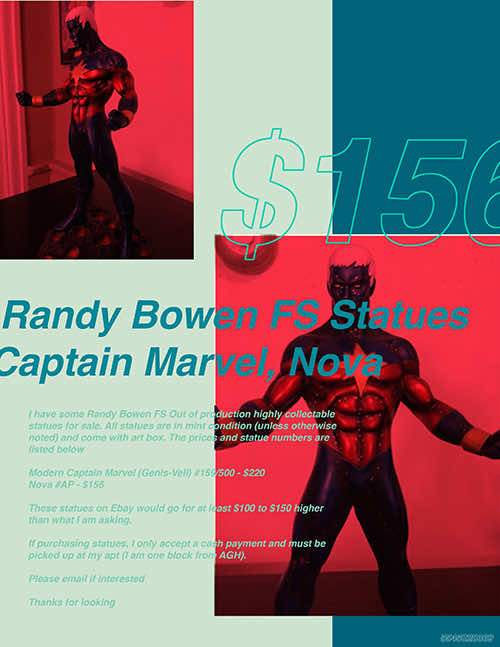 $156
Randy Bowen FS Statues
Captain Marvel, Nova
I have some Randy Bowen FS Out of production highly collectable
statues for sale. All statues are in mint condition (unless otherwise
noted) and come with art box. The prices and statue numbers are
listed below
Modern Captain Marvel (Genis-Vell) #159/500 - $220
Nova #AP - $156
These statues on Ebay would go for at least $100 to $150 higher
than what I am asking.
If purchasing statues, I only accept a cash payment and must be
picked up at my apt (I am one block from AGH).
Please email if interested
Thanks for looking